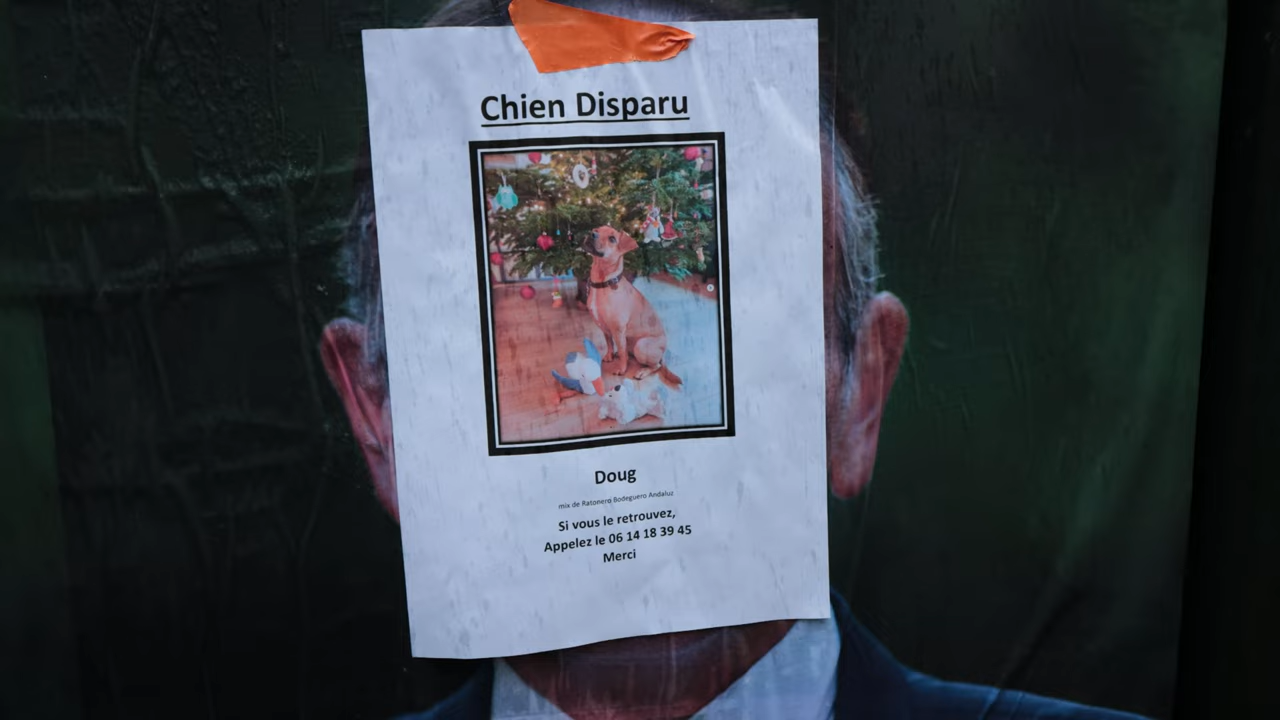 Chien Disparu
Doug
mix de Ratonero Bodeguero Andaluz
Si vous le retrouvez,
Appelez le 06 14 18 39 45
Merci